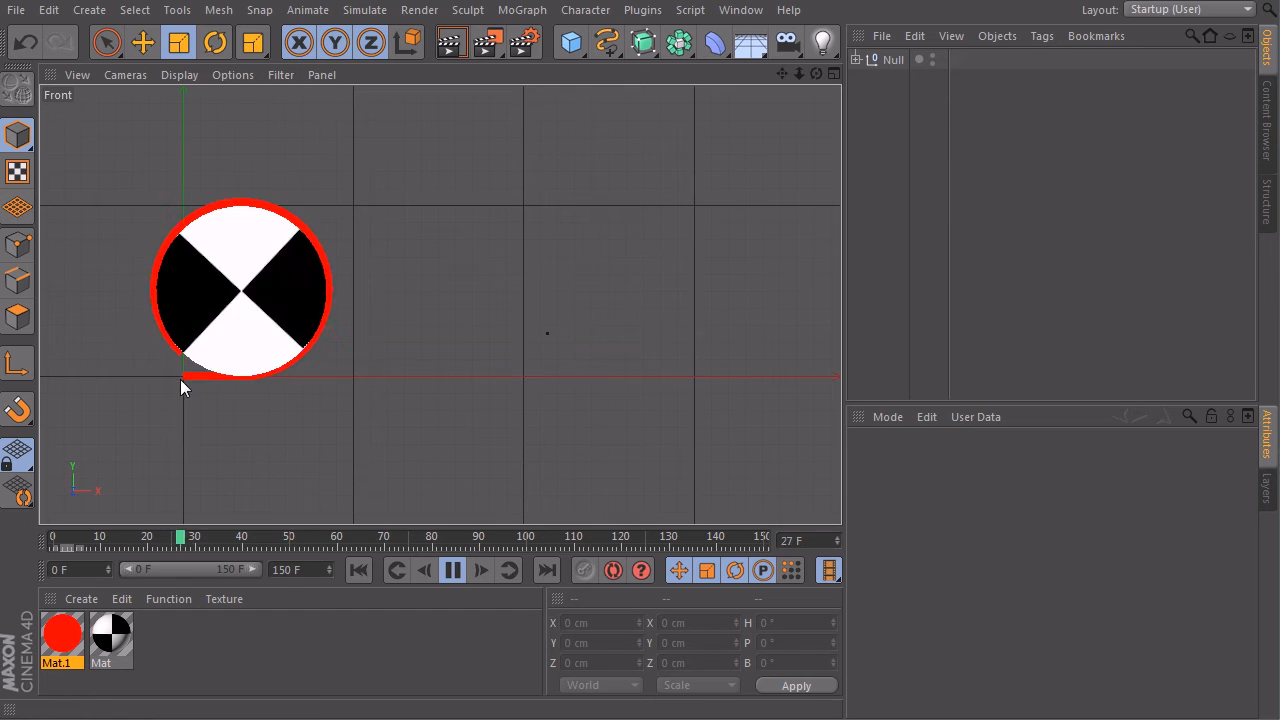 File Edit Create Select Tools Mesh Snap Animate Simulate Render Sculpt MoGraph Character Plugins Script Window Help Layout: Startup (User)
X Y Z
View Cameras Display Options Filter Panel
File Edit View Objects Tags Bookmarks
0 Null
Front
Objects
Content Browser
Structure
Mode Edit User Data
Attributes
Layers
Y
X
0 10 20 30 40 50 60 70 80 90 100 110 120 130 140 150 27 F
0 F 0 F 150 F 150 F P
Create Edit Function Texture
-- -- --
X 0 cm X 0 cm H 0 °
Y 0 cm Y 0 cm P 0 °
Z 0 cm Z 0 cm B 0 °
Mat.1 Mat
World Scale Apply
MAXON
CINEMA 4D